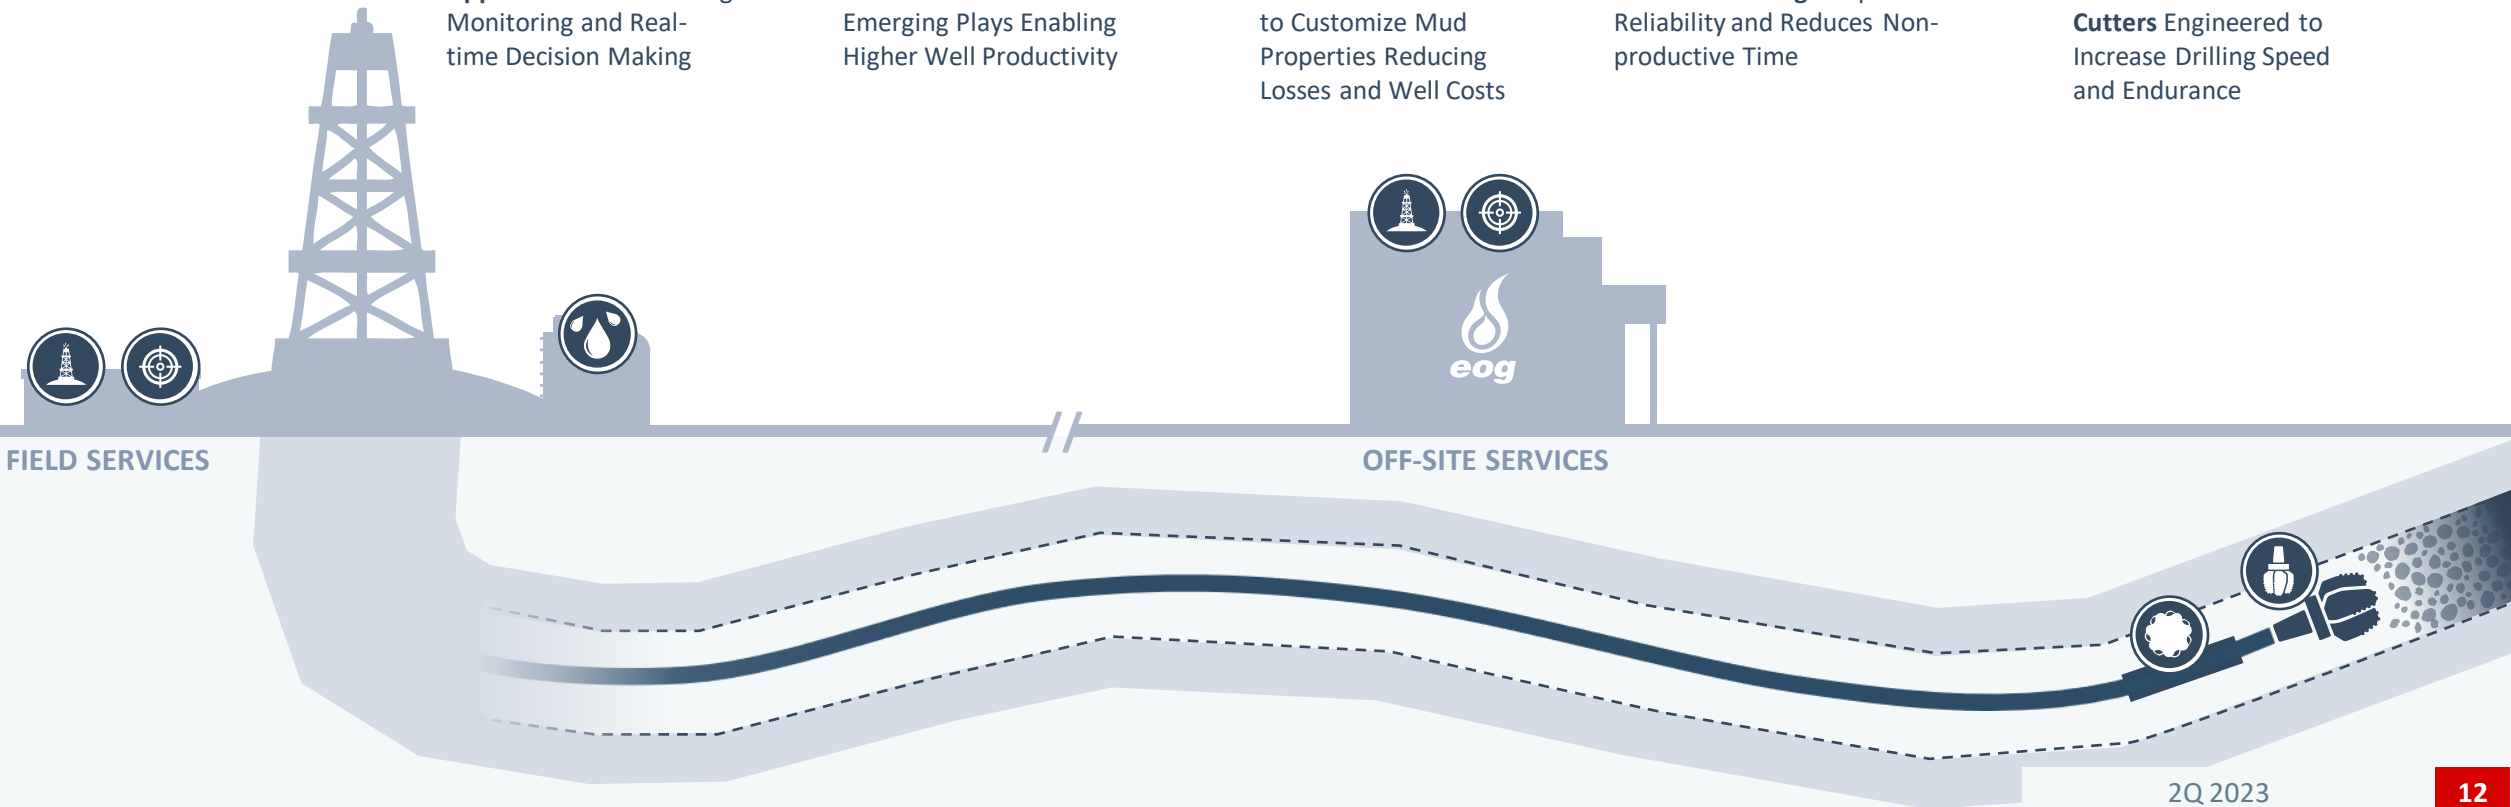 Monitoring and Real-
time Decision Making
Emerging Plays Enabling
Higher Well Productivity
to Customize Mud
Properties Reducing
Losses and Well Costs
Reliability and Reduces Non-
productive Time
Cutters Engineered to
Increase Drilling Speed
and Endurance
eog
FIELD SERVICES
OFF-SITE SERVICES
2Q 2023
12